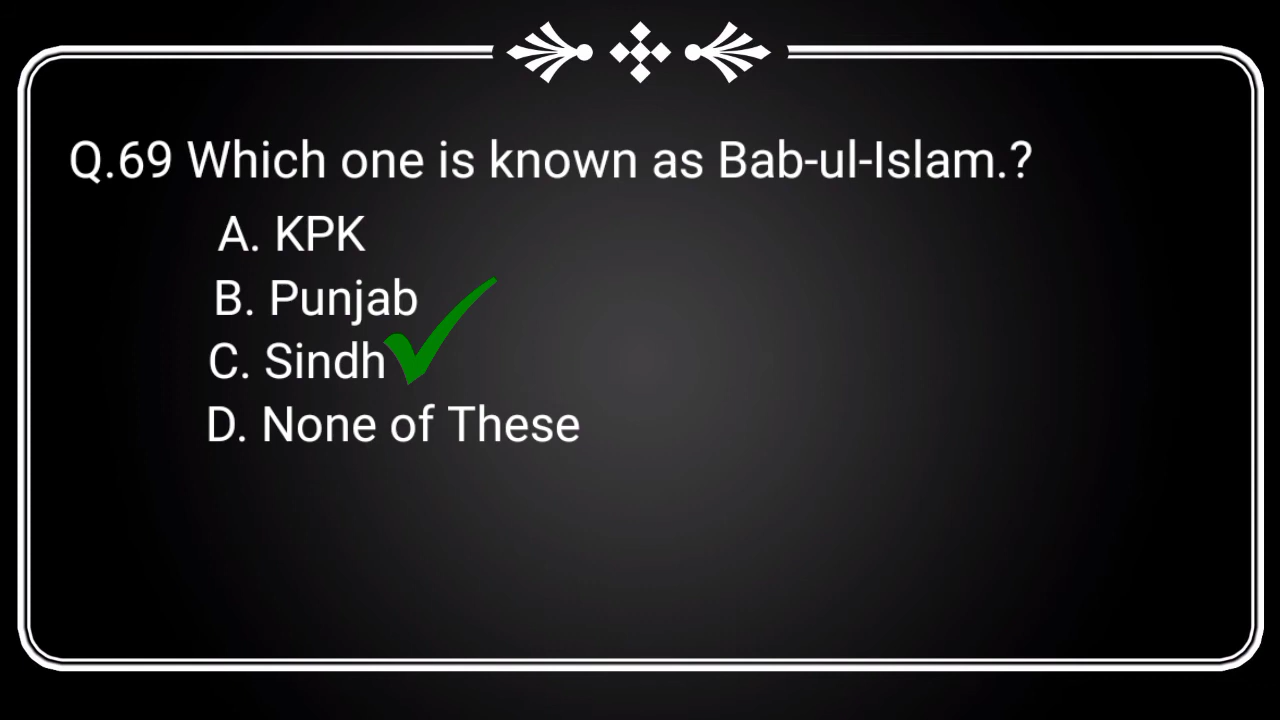 Q.69 Which one is known as Bab-ul-Islam.?
A. KPK
B. Punjab
C. Sindh
D. None of These